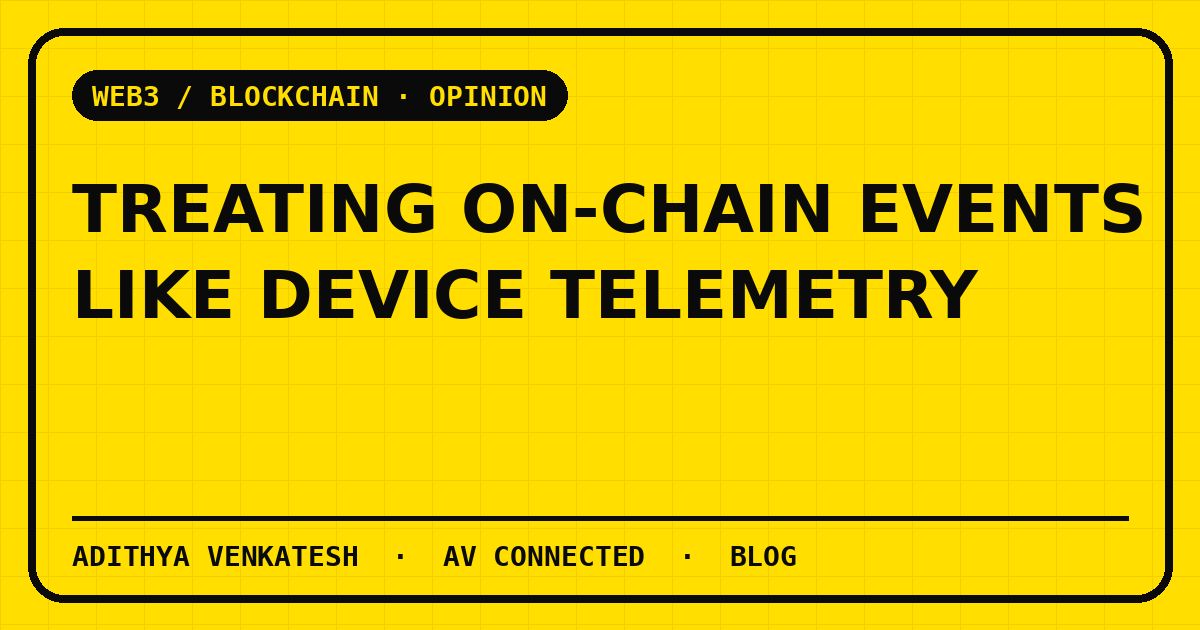 WEB3 / BLOCKCHAIN · OPINION
TREATING ON-CHAIN EVENTS
LIKE DEVICE TELEMETRY
ADITHYA VENKATESH · AV CONNECTED · BLOG